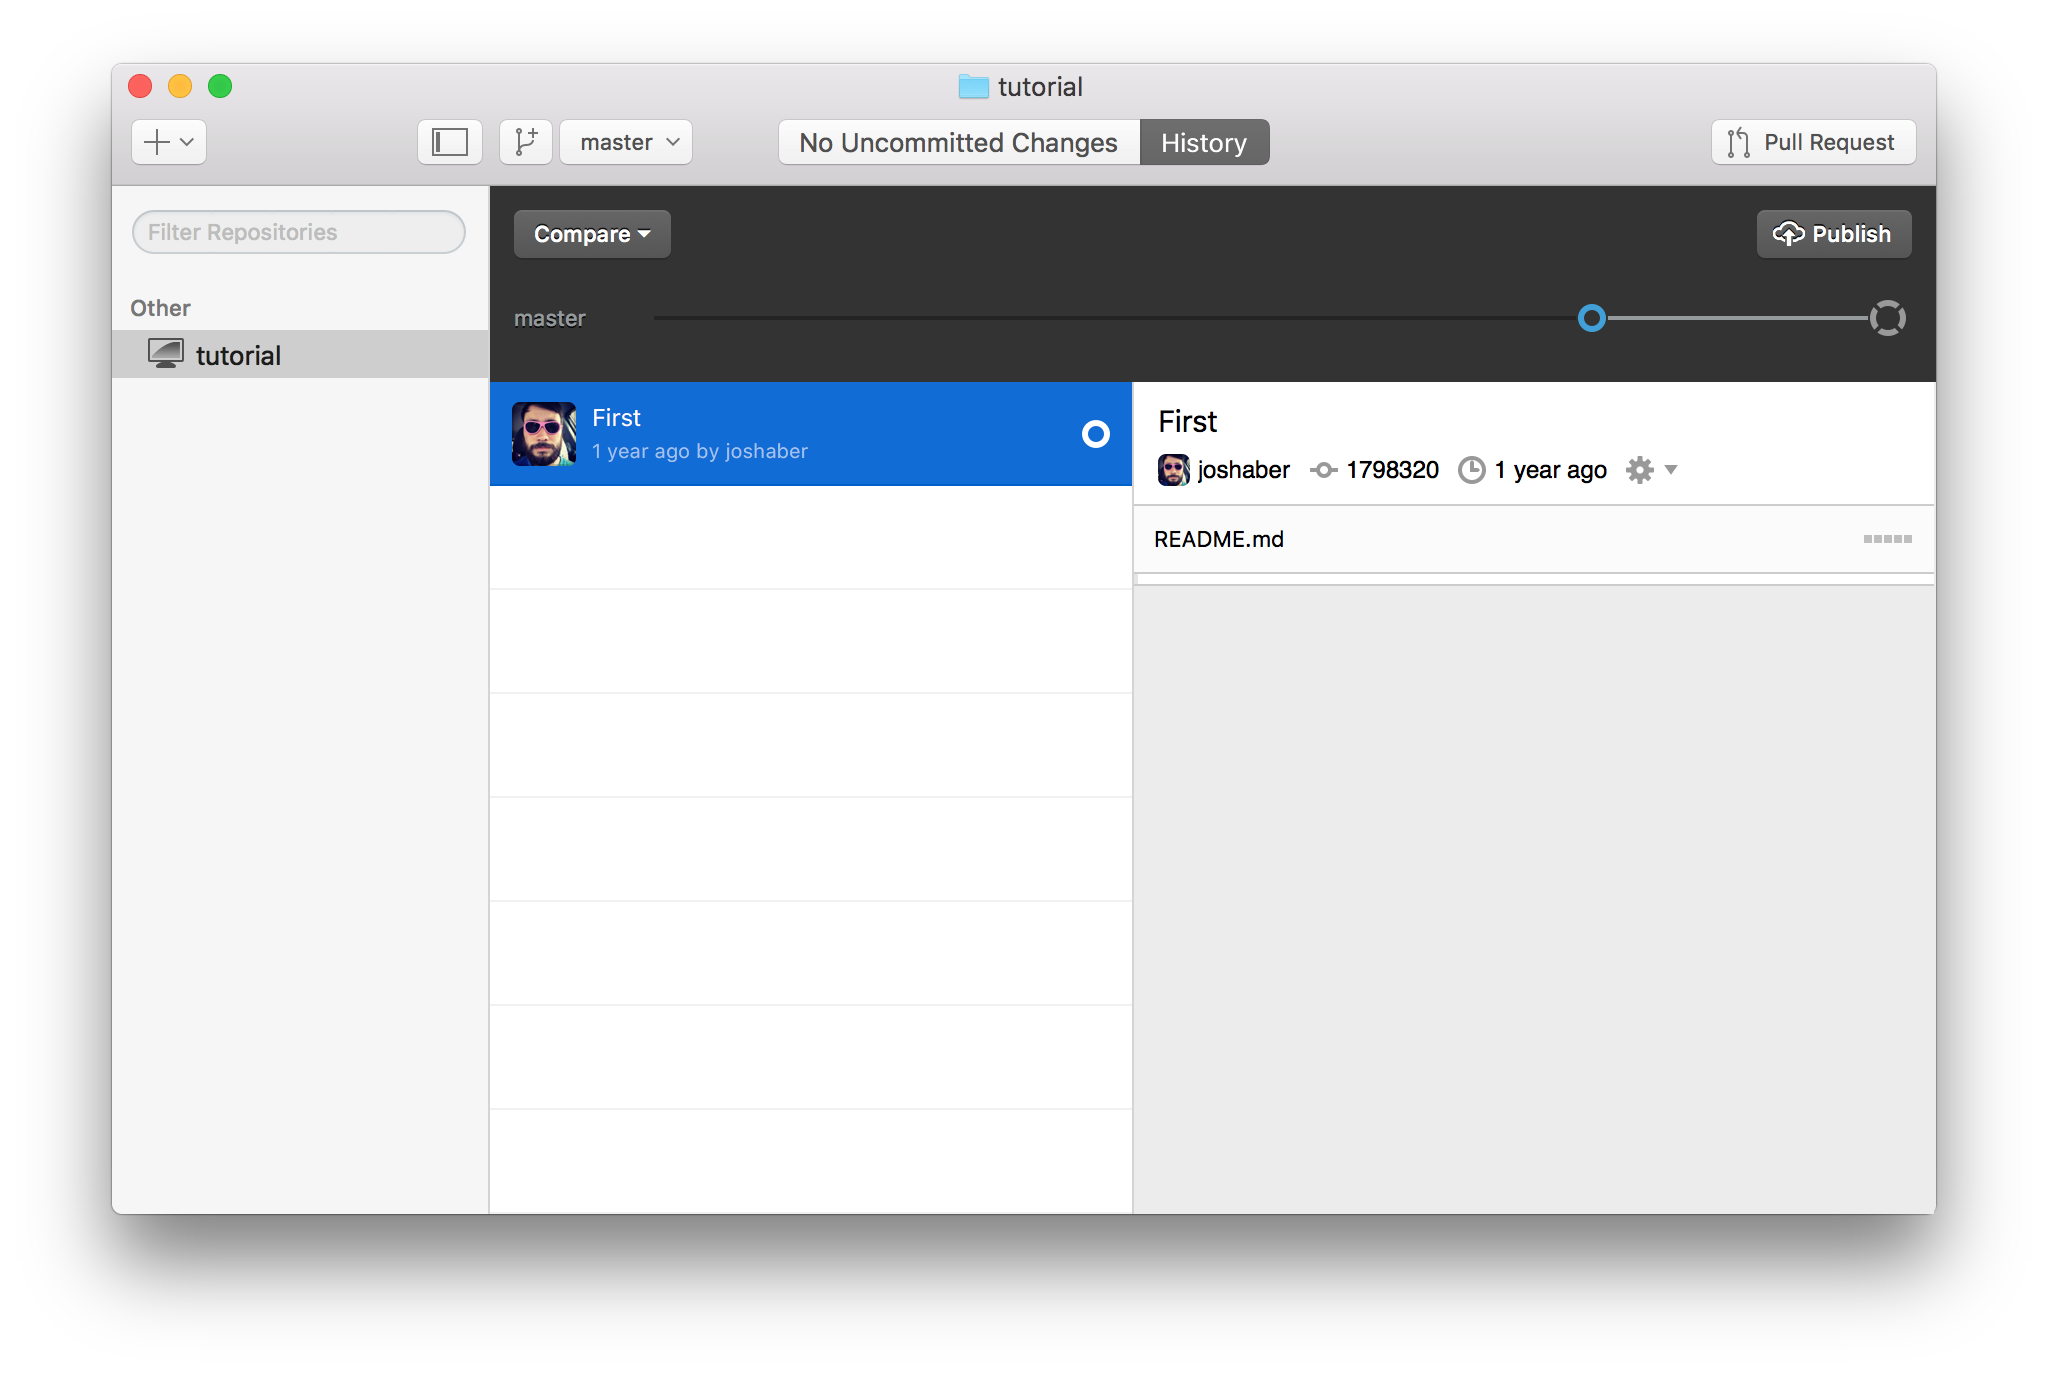 tutorial
master
No Uncommitted Changes
History
Pull Request
Filter Repositories
Compare
Publish
Other
master
tutorial
First
1 year ago by joshaber
First
joshaber 1798320 1 year ago
README.md